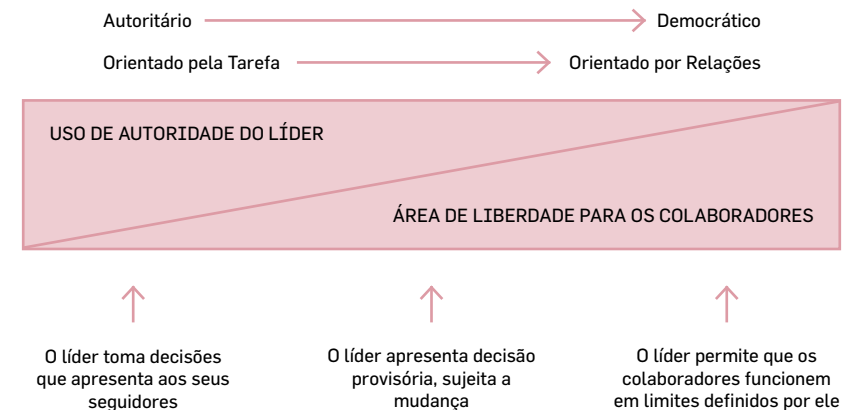 Autoritário
Democrático
Orientado pela Tarefa
Orientado por Relações
USO DE AUTORIDADE DO LÍDER
ÁREA DE LIBERDADE PARA OS COLABORADORES
O líder toma decisões
que apresenta aos seus
seguidores
O líder apresenta decisão
provisória, sujeita a
mudança
O líder permite que os
colaboradores funcionem
em limites definidos por ele